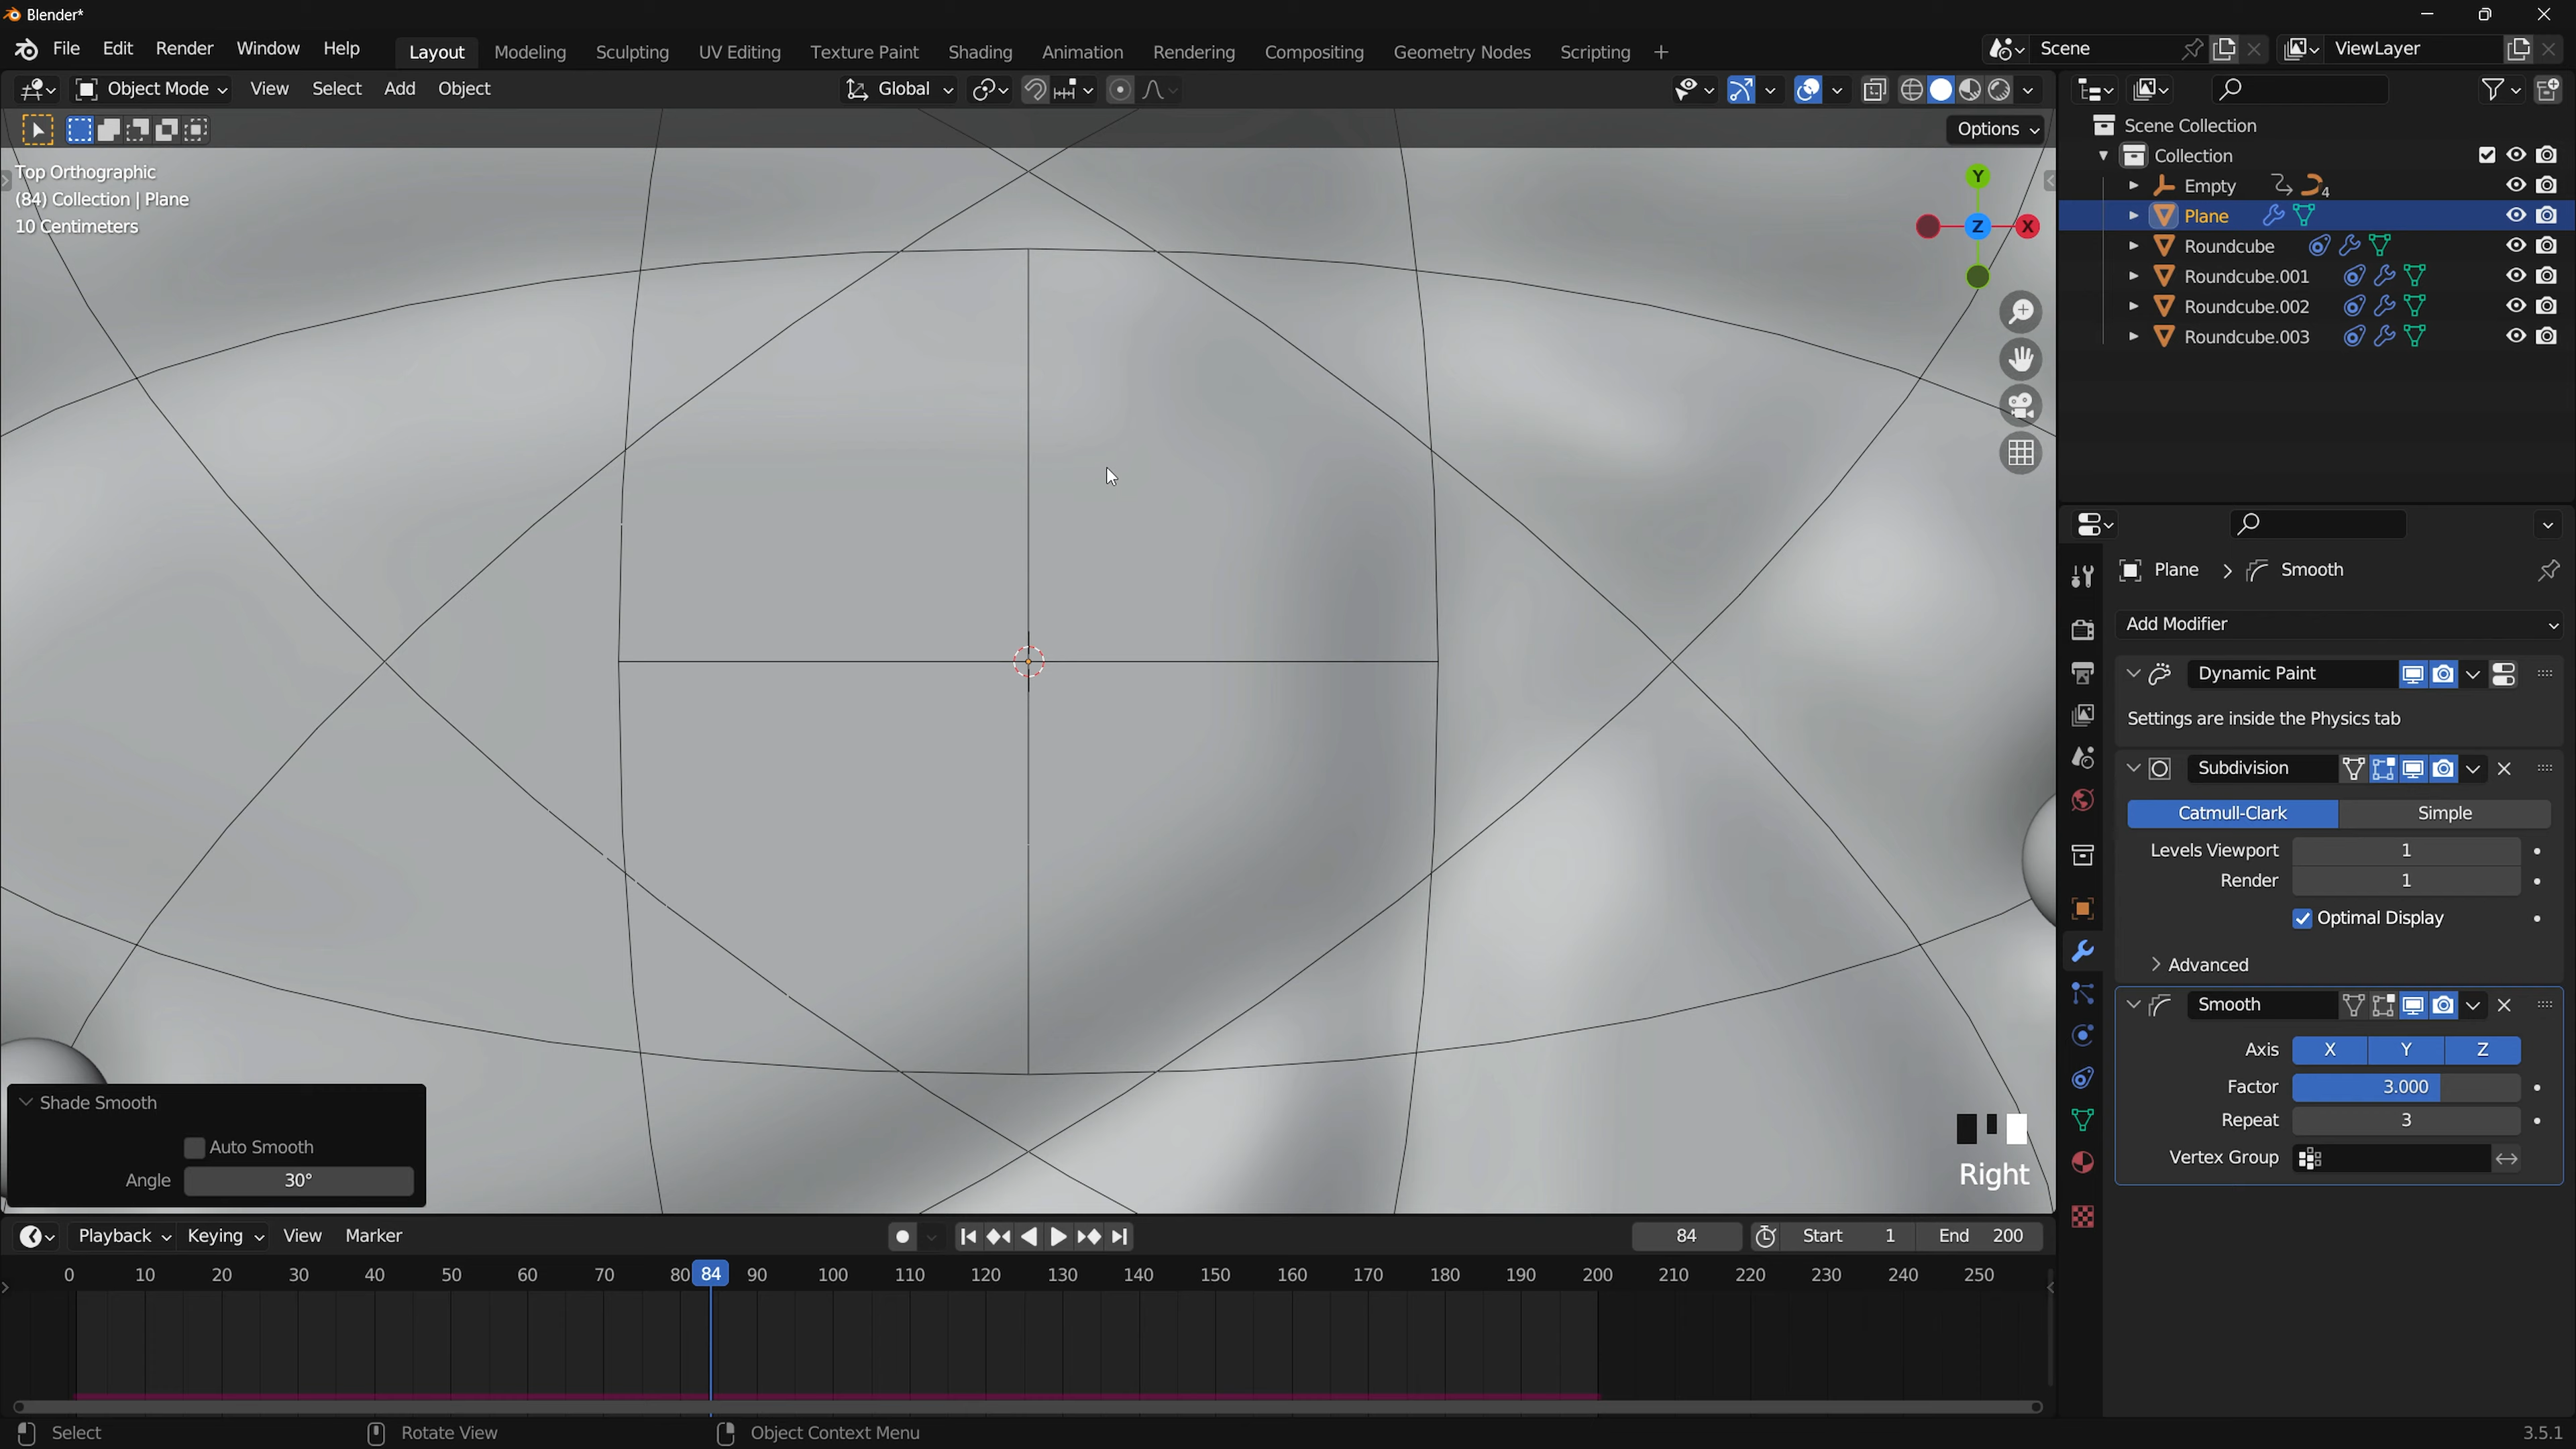 Blender*
File Edit Render Window Help Layout Modeling Sculpting UV Editing Texture Paint Shading Animation Rendering Compositing Geometry Nodes Scripting + Scene ViewLayer
Object Mode View Select Add Object Global
Options
Top Orthographic
(84) Collection | Plane
10 Centimeters
Y
Z X
Scene Collection
Collection
Empty 4
Plane
Roundcube
Roundcube.001
Roundcube.002
Roundcube.003
Plane > Smooth
Add Modifier
Dynamic Paint
Settings are inside the Physics tab
Subdivision
Catmull-Clark Simple
Levels Viewport 1
Render 1
Optimal Display
Advanced
Smooth
Axis X Y Z
Factor 3.000
Repeat 3
Vertex Group
Shade Smooth
Auto Smooth
Angle 30°
Right
Playback Keying View Marker 84 Start 1 End 200
0 10 20 30 40 50 60 70 80 84 90 100 110 120 130 140 150 160 170 180 190 200 210 220 230 240 250
Select Rotate View Object Context Menu 3.5.1